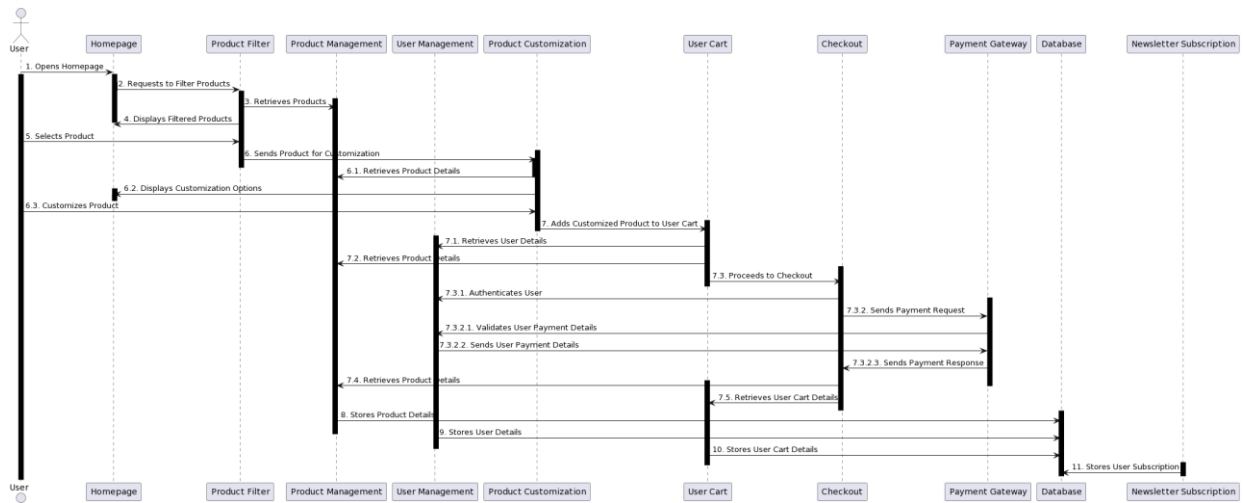 User
Homepage
Product Filter
Product Management
User Management
Product Customization
User Cart
Checkout
Payment Gateway
Database
Newsletter Subscription
1. Opens Homepage
2. Requests to Filter Products
3. Retrieves Products
4. Displays Filtered Products
5. Selects Product
6. Sends Product for Customization
6.1. Retrieves Product Details
6.2. Displays Customization Options
6.3. Customizes Product
7. Adds Customized Product to User Cart
7.1. Retrieves User Details
7.2. Retrieves Product Details
7.3. Proceeds to Checkout
7.3.1. Authenticates User
7.3.2. Sends Payment Request
7.3.2.1. Validates User Payment Details
7.3.2.2. Sends User Payment Details
7.3.2.3. Sends Payment Response
7.4. Retrieves Product Details
7.5. Retrieves User Cart Details
8. Stores Product Details
9. Stores User Details
10. Stores User Cart Details
11. Stores User Subscription
User
Homepage
Product Filter
Product Management
User Management
Product Customization
User Cart
Checkout
Payment Gateway
Database
Newsletter Subscription